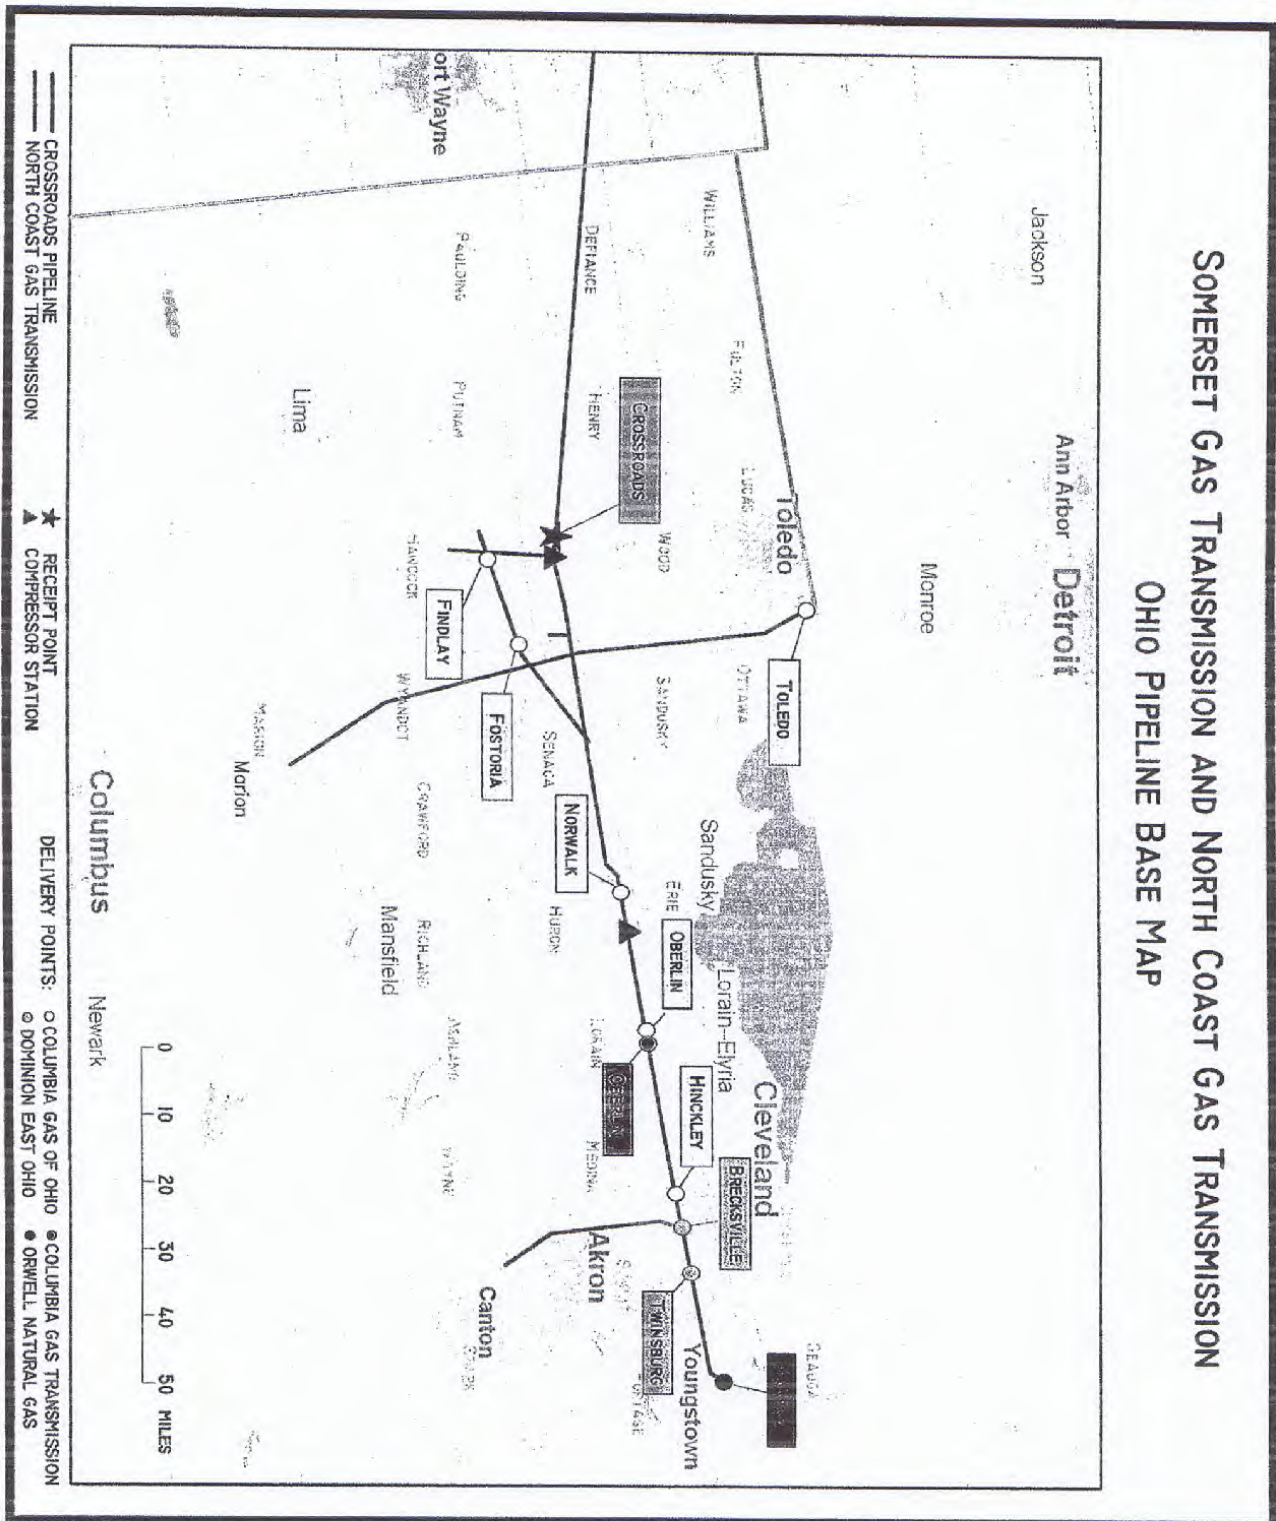 SOMERSET GAS TRANSMISSION AND NORTH COAST GAS TRANSMISSION
OHIO PIPELINE BASE MAP
Jackson
Ann Arbor
Detroit
Monroe
WILLIAMS
FULTON
LUCAS
Toledo
TOLEDO
OTTAWA
DEFIANCE
HENRY
CROSSROADS
WOOD
SANDUSKY
Sandusky
ERIE
OBERLIN
Lorain-Elyria
Cleveland
HINCKLEY
BRECKSVILLE
GEAUGA
ort Wayne
PAULDING
PUTNAM
HANCOCK
FINDLAY
FOSTORIA
SENACA
NORWALK
HURON
LORAIN
OBERLIN
MEDINA
Akron
SUMMIT
TWINSBURG
Youngstown
PORTAGE
Lima
WYANDOT
MARION
Marion
CRAWFORD
RICHLAND
Mansfield
ASHLAND
WAYNE
Canton
STARK
Columbus
Newark
0 10 20 30 40 50 MILES
CROSSROADS PIPELINE
NORTH COAST GAS TRANSMISSION
RECEIPT POINT
COMPRESSOR STATION
DELIVERY POINTS:
COLUMBIA GAS OF OHIO
COLUMBIA GAS TRANSMISSION
DOMINION EAST OHIO
ORWELL NATURAL GAS